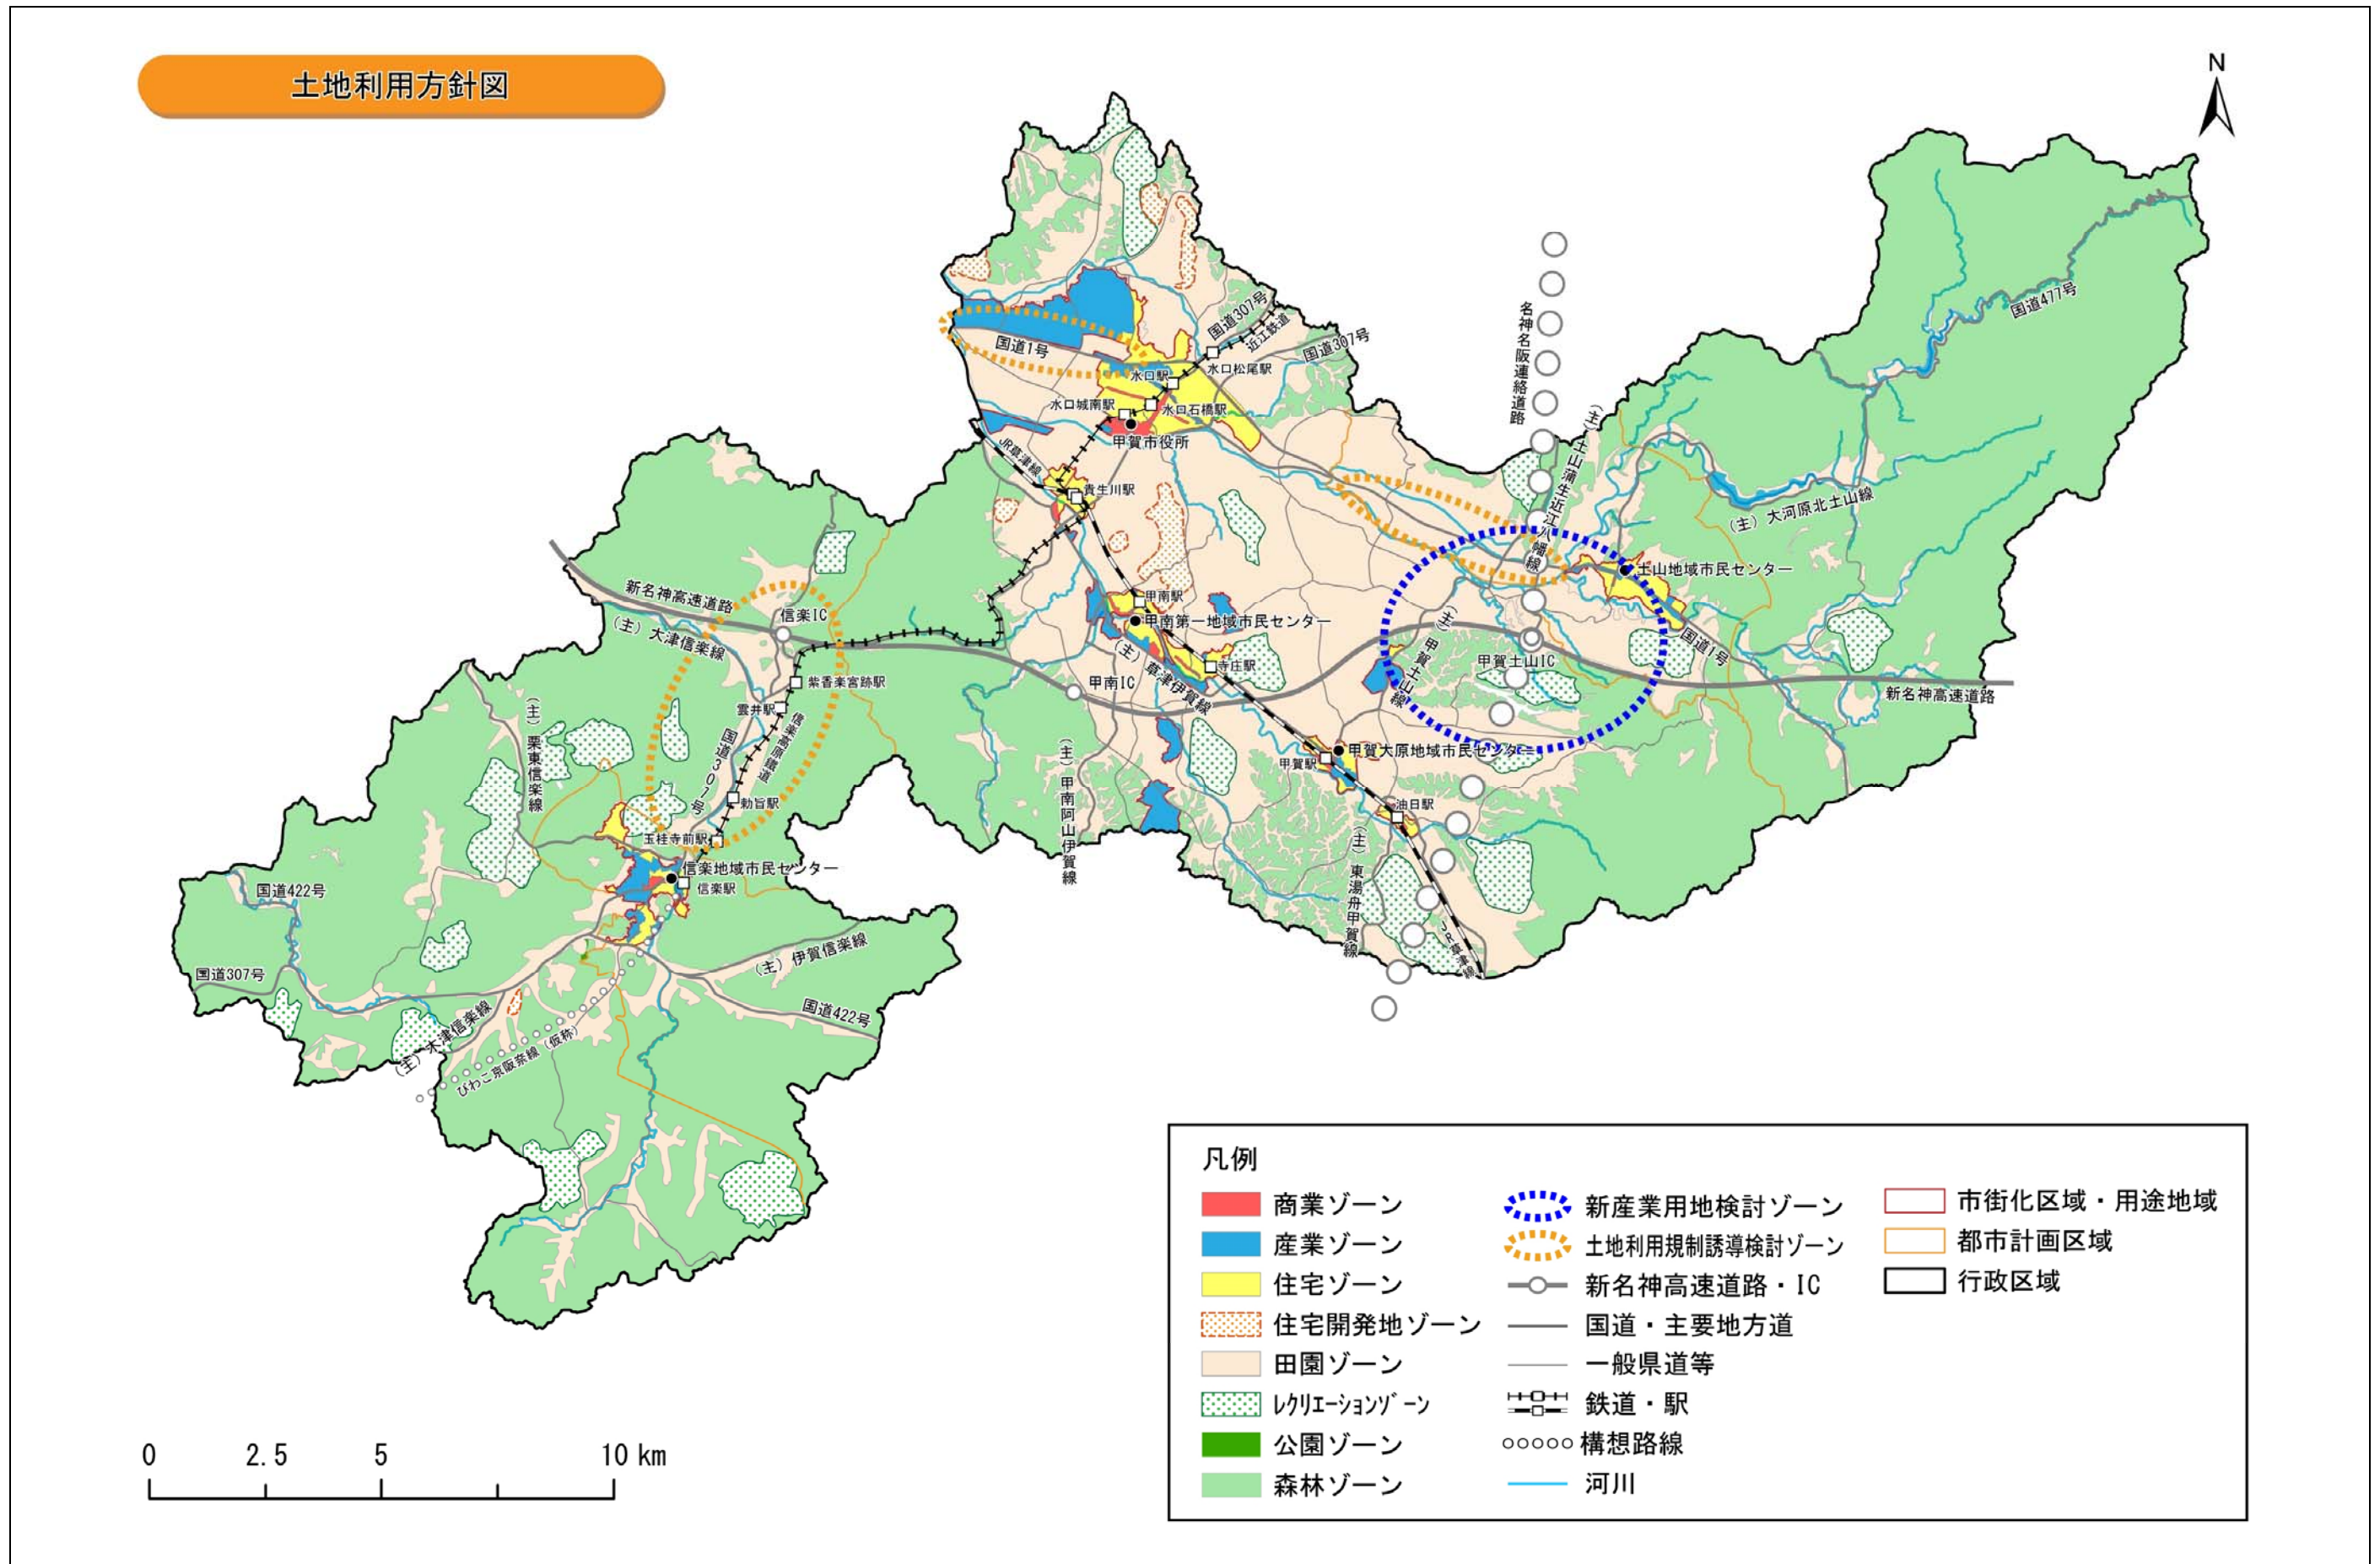 土地利用方針図
N
国道477号
国道307号
近江鉄道
国道307号
国道1号
水口駅
水口松尾駅
水口城南駅
水口石橋駅
甲賀市役所
名神名阪連絡道路
(主)土山蒲生近江八幡線
JR草津線
貴生川駅
(主)大河原北土山線
土山地域市民センター
新名神高速道路
信楽IC
(主)大津信楽線
甲南駅
甲南第一地域市民センター
(主)草津伊賀線
寺庄駅
(主)甲賀土山線
甲賀土山IC
国道1号
新名神高速道路
紫香楽宮跡駅
甲南IC
雲井駅
信楽高原鐵道
国道307号
(主)栗東信楽線
勅旨駅
玉桂寺前駅
(主)甲南阿山伊賀線
甲賀大原地域市民センター
甲賀駅
油日駅
(主)東湯舟甲賀線
JR草津線
信楽地域市民センター
信楽駅
国道422号
国道307号
(主)伊賀信楽線
国道422号
(主)木津信楽線
びわこ京阪奈線(仮称)
凡例
商業ゾーン
産業ゾーン
住宅ゾーン
住宅開発地ゾーン
田園ゾーン
ﾚｸﾘｴｰｼｮﾝｿﾞｰﾝ
公園ゾーン
森林ゾーン
新産業用地検討ゾーン
土地利用規制誘導検討ゾーン
新名神高速道路・IC
国道・主要地方道
一般県道等
鉄道・駅
構想路線
河川
市街化区域・用途地域
都市計画区域
行政区域
0 2.5 5 10 km